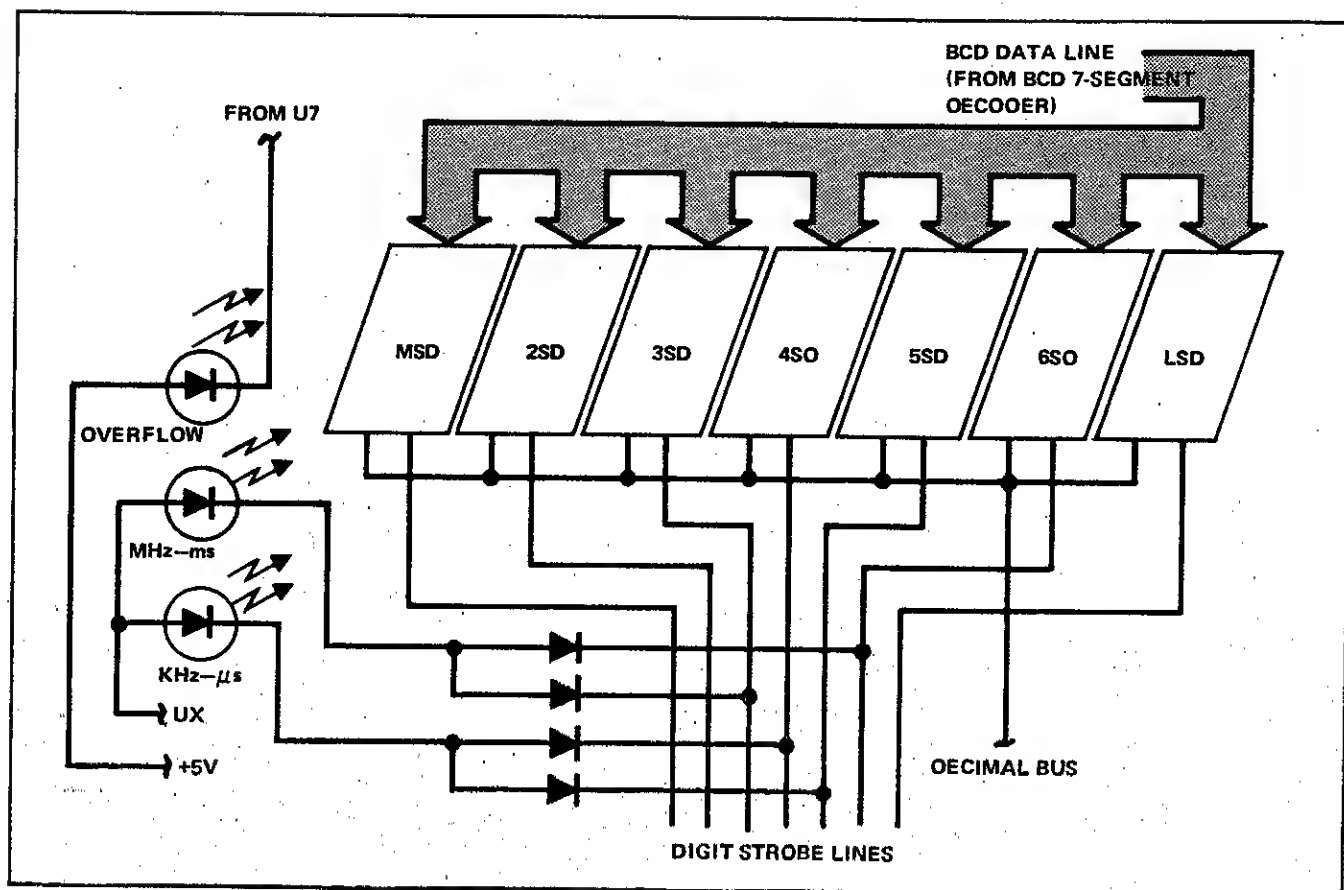 BCD DATA LINE
(FROM BCD 7-SEGMENT
OECOOER)
FROM U7
MSD
2SD
3SD
4SO
5SD
6SO
LSD
OVERFLOW
MHz–ms
KHz–μs
UX
+5V
OECIMAL BUS
DIGIT STROBE LINES